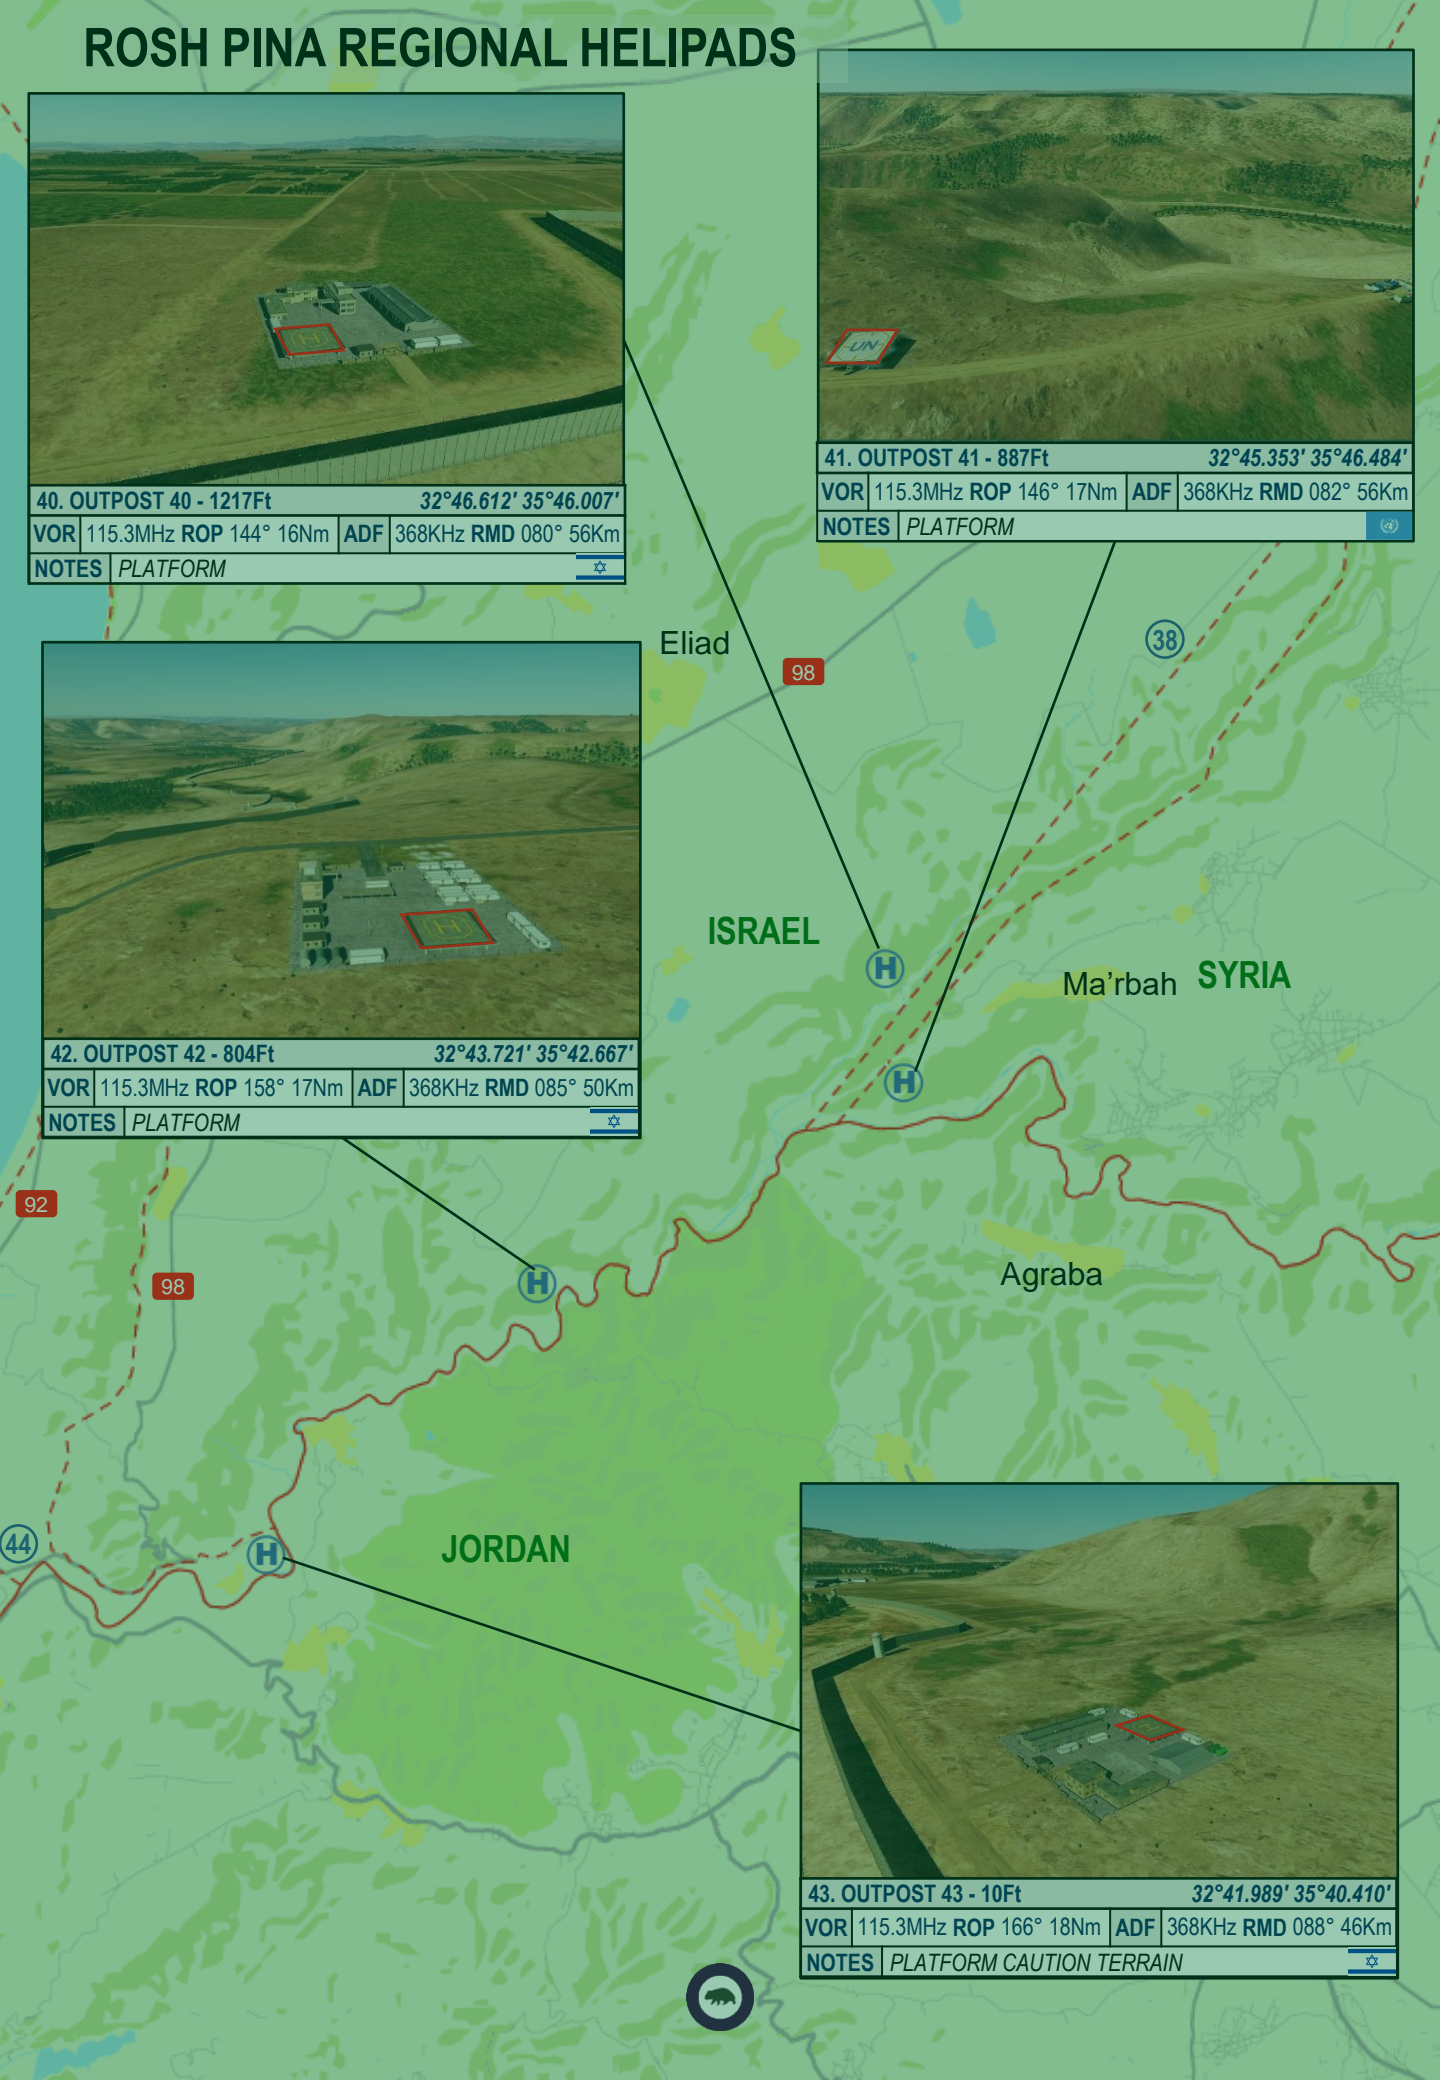 ROSH PINA REGIONAL HELIPADS
40. OUTPOST 40 - 1217Ft 32°46.612' 35°46.007'
VOR 115.3MHz ROP 144° 16Nm ADF 368KHz RMD 080° 56Km
NOTES PLATFORM
UN
41. OUTPOST 41 - 887Ft 32°45.353' 35°46.484'
VOR 115.3MHz ROP 146° 17Nm ADF 368KHz RMD 082° 56Km
NOTES PLATFORM
Eliad
98
38
42. OUTPOST 42 - 804Ft 32°43.721' 35°42.667'
VOR 115.3MHz ROP 158° 17Nm ADF 368KHz RMD 085° 50Km
NOTES PLATFORM
ISRAEL
H
Ma'rbah
SYRIA
H
92
98
H
Agraba
44
H
JORDAN
43. OUTPOST 43 - 10Ft 32°41.989' 35°40.410'
VOR 115.3MHz ROP 166° 18Nm ADF 368KHz RMD 088° 46Km
NOTES PLATFORM CAUTION TERRAIN